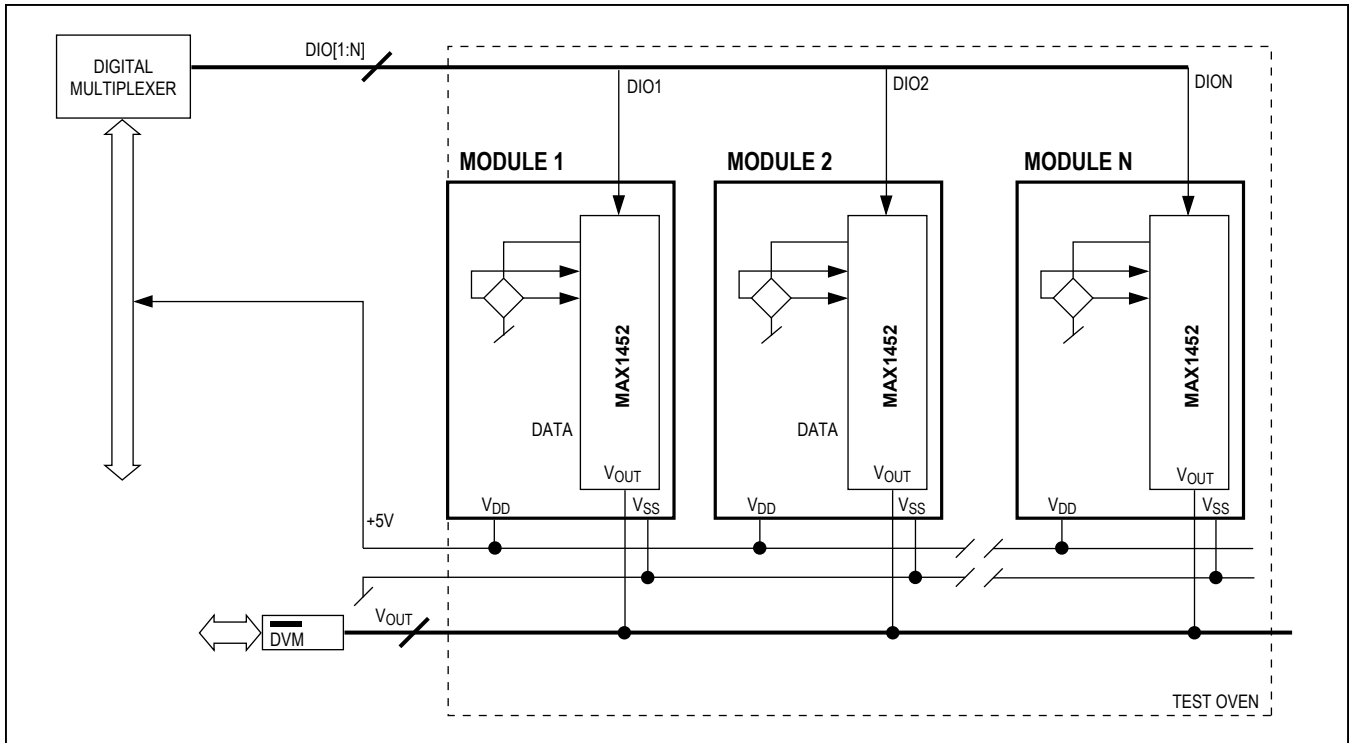 DIGITAL
MULTIPLEXER
DIO[1:N]
DIO1
DIO2
DION
MODULE 1
MODULE 2
MODULE N
MAX1452
MAX1452
MAX1452
DATA
DATA
VOUT
VOUT
VOUT
VDD
VSS
VDD
VSS
VDD
VSS
+5V
VOUT
DVM
TEST OVEN